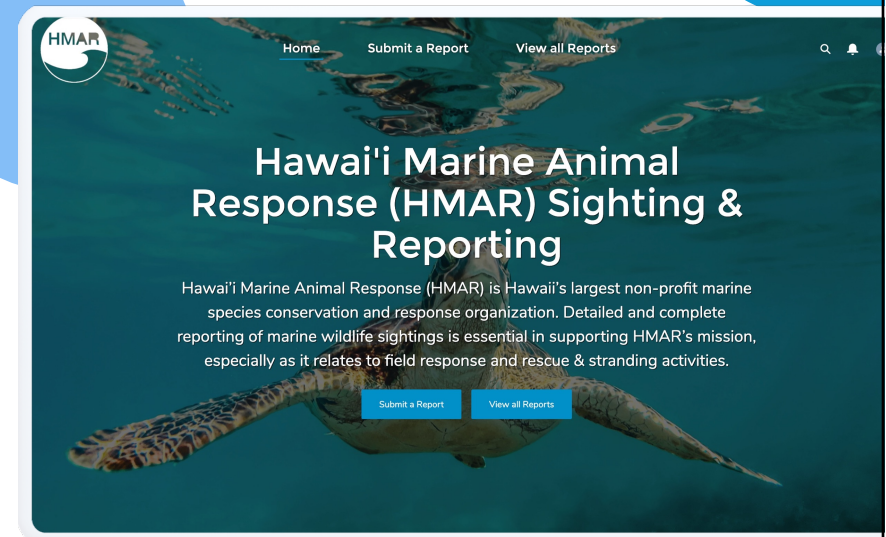 HMAR
Home Submit a Report View all Reports
Hawai'i Marine Animal
Response (HMAR) Sighting &
Reporting
Hawai'i Marine Animal Response (HMAR) is Hawaii's largest non-profit marine
species conservation and response organization. Detailed and complete
reporting of marine wildlife sightings is essential in supporting HMAR's mission,
especially as it relates to field response and rescue & stranding activities.
Submit a Report View all Reports